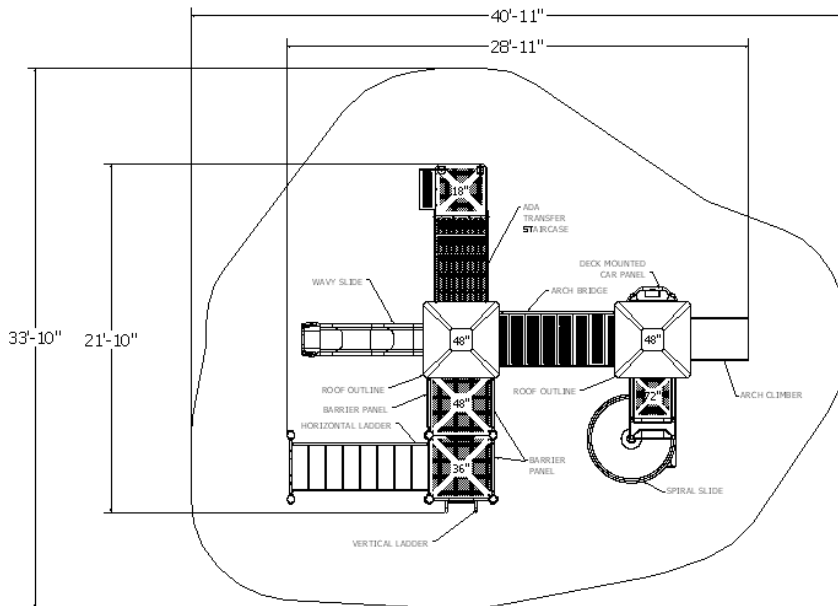 40'-11"
28'-11"
18"
ADA
TRANSFER
STAIRCASE
DECK MOUNTED
CAR PANEL
WAVY SLIDE
ARCH BRIDGE
33'-10"
21'-10"
48"
48"
ROOF OUTLINE
ROOF OUTLINE
ARCH CLIMBER
BARRIER PANEL
48"
72"
HORIZONTAL LADDER
36"
BARRIER
PANEL
SPIRAL SLIDE
VERTICAL LADDER